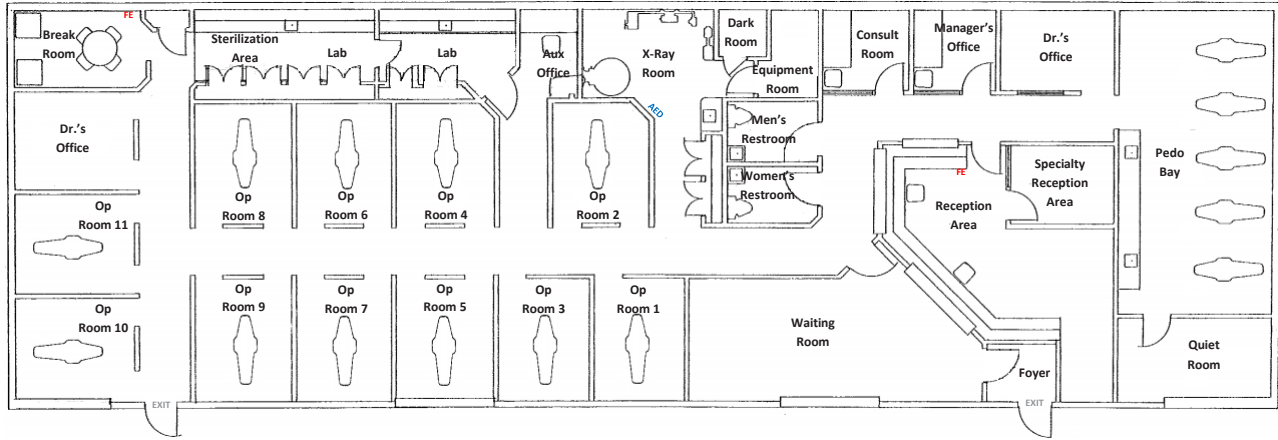 FE
Break
Room
Sterilization
Area
Lab
Lab
Aux
Office
X-Ray
Room
Dark
Room
Equipment
Room
Consult
Room
Manager's
Office
Dr.'s
Office
AED
Dr.'s
Office
Men's
Restroom
Women's
Restroom
FE
Specialty
Reception
Area
Reception
Area
Pedo
Bay
Op
Room 11
Op
Room 8
Op
Room 6
Op
Room 4
Op
Room 2
Op
Room 10
Op
Room 9
Op
Room 7
Op
Room 5
Op
Room 3
Op
Room 1
Waiting
Room
Foyer
Quiet
Room
EXIT
EXIT